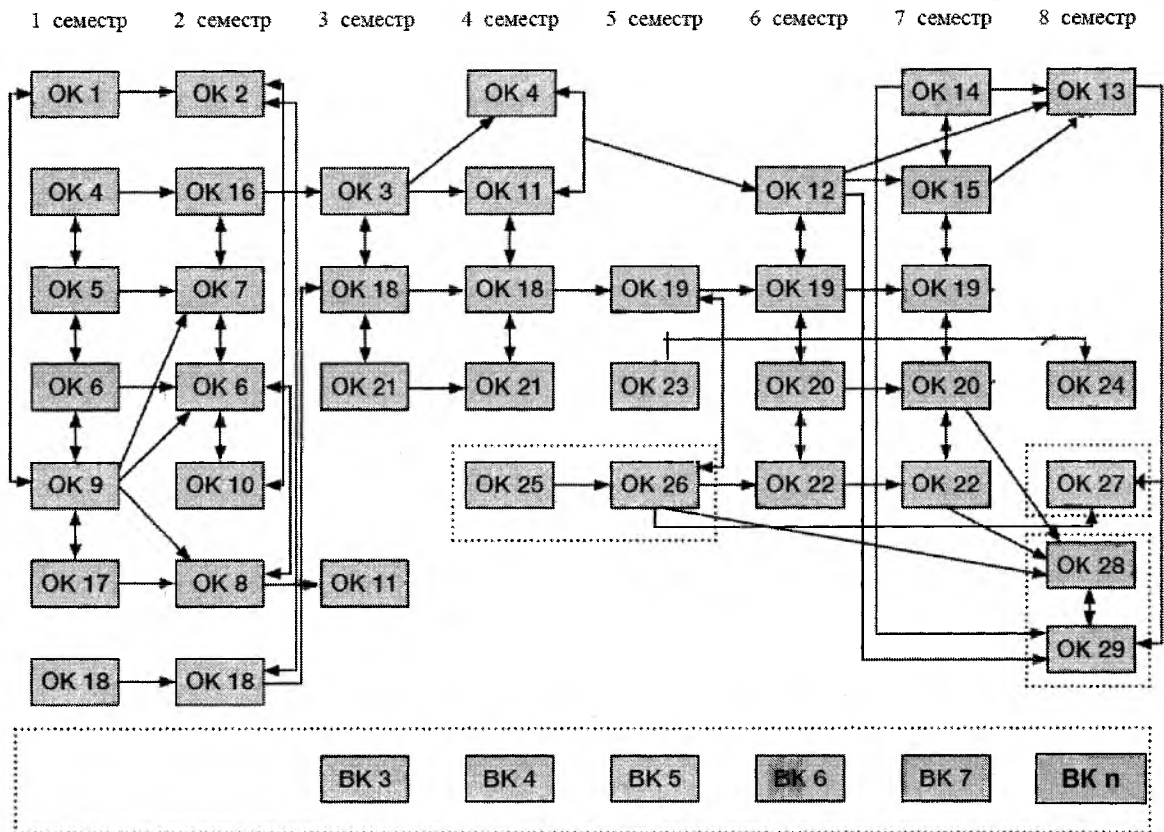 1 семестр 2 семестр 3 семестр 4 семестр 5 семестр 6 семестр 7 семестр 8 семестр
ОК 1 ОК 2 ОК 4 ОК 14 ОК 13
ОК 4 ОК 16 ОК 3 ОК 11 ОК 12 ОК 15
ОК 5 ОК 7 ОК 18 ОК 18 ОК 19 ОК 19 ОК 19
ОК 6 ОК 6 ОК 21 ОК 21 ОК 23 ОК 20 ОК 20 ОК 24
ОК 9 ОК 10 ОК 25 ОК 26 ОК 22 ОК 22 ОК 27
ОК 17 ОК 8 ОК 11 ОК 28
ОК 18 ОК 18 ОК 29
ВК 3 ВК 4 ВК 5 ВК 6 ВК 7 ВК n